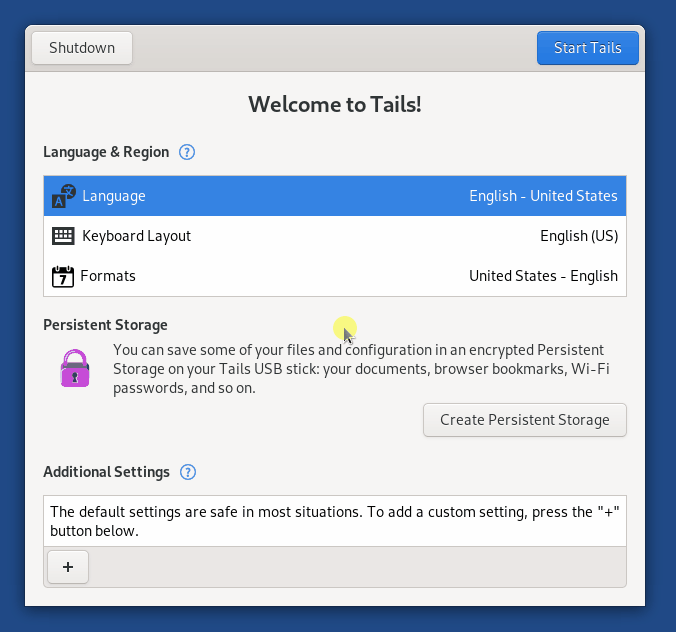 Shutdown
Start Tails
Welcome to Tails!
Language & Region ?
Language English - United States
Keyboard Layout English (US)
7 Formats United States - English
Persistent Storage
You can save some of your files and configuration in an encrypted Persistent
Storage on your Tails USB stick: your documents, browser bookmarks, Wi-Fi
passwords, and so on.
Create Persistent Storage
Additional Settings ?
The default settings are safe in most situations. To add a custom setting, press the "+"
button below.
+